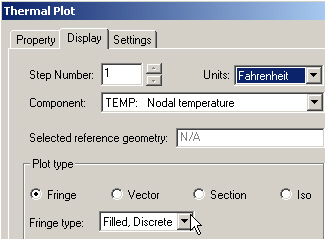 Thermal Plot
Property Display Settings
Step Number: 1 Units: Fahrenheit
Component: TEMP: Nodal temperature
Selected reference geometry: N/A
Plot type
Fringe Vector Section Iso
Fringe type: Filled, Discrete